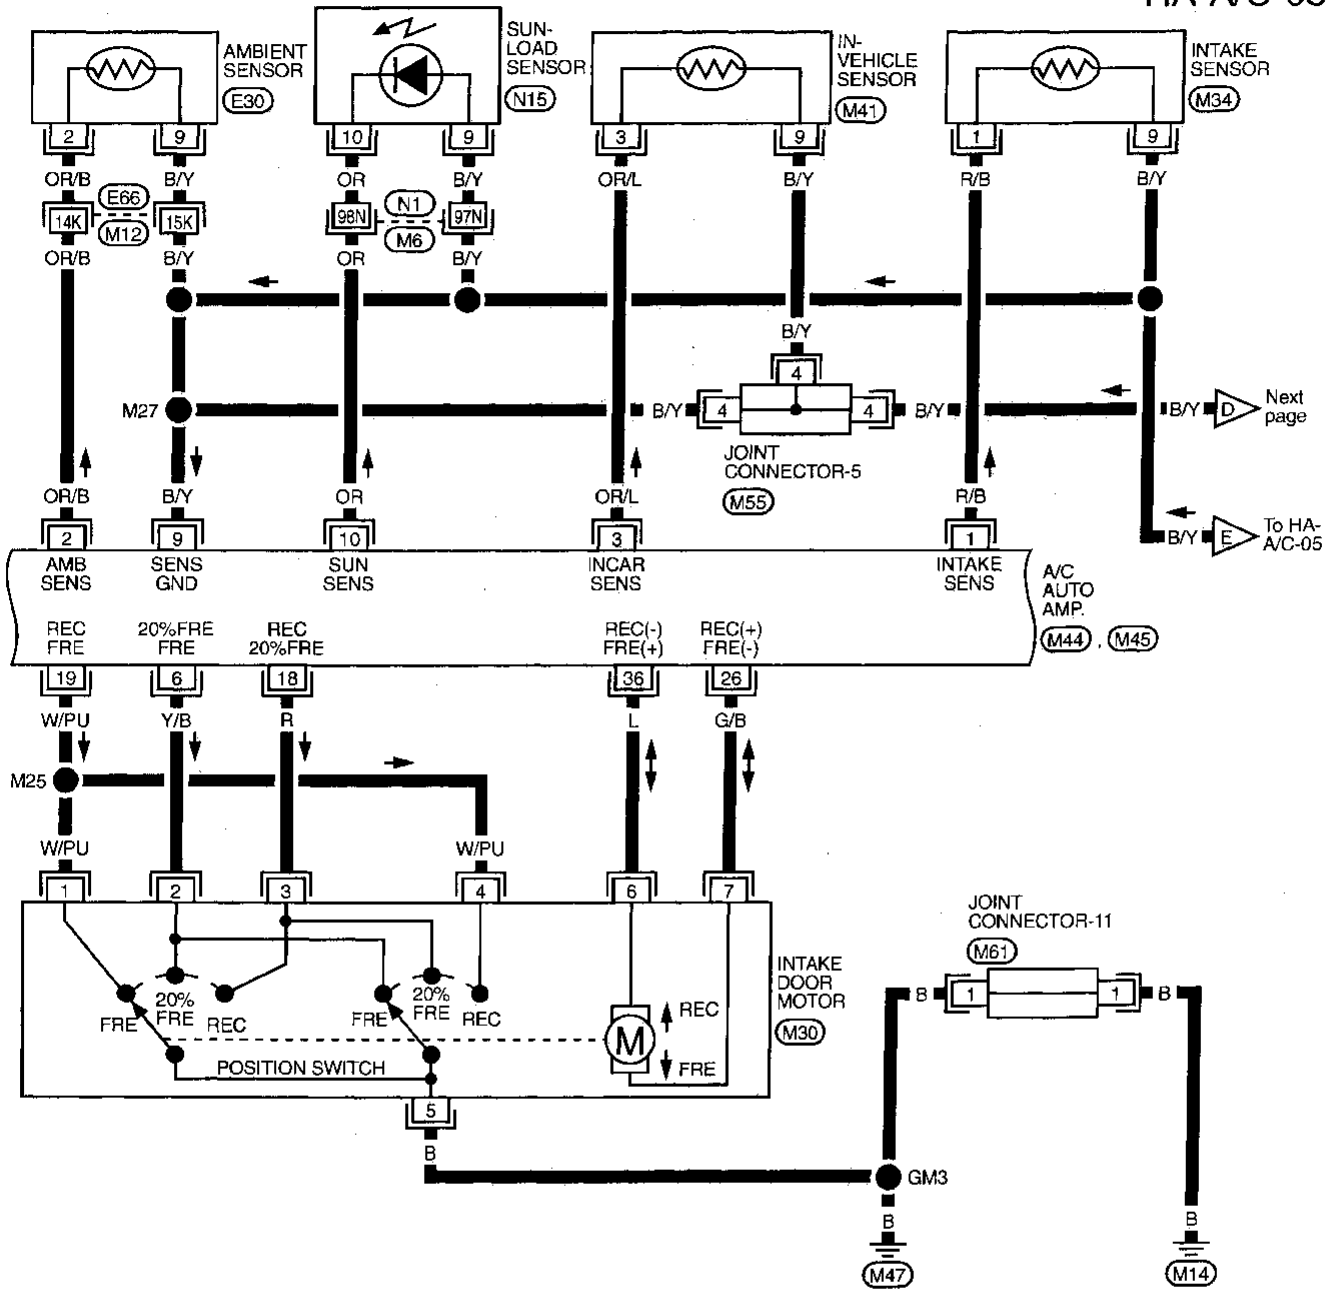 AMBIENT
SENSOR
E30
SUN-
LOAD
SENSOR
N15
IN-
VEHICLE
SENSOR
M41
INTAKE
SENSOR
M34
2
9
10
9
3
9
1
9
OR/B
B/Y
OR
B/Y
OR/L
B/Y
R/B
B/Y
14K
E66
M12
15K
98N
N1
M6
97N
OR/B
B/Y
OR
B/Y
B/Y
4
M27
B/Y
4
4
B/Y
B/Y
D
Next
page
JOINT
CONNECTOR-5
M55
OR/B
B/Y
OR
OR/L
R/B
B/Y
E
To HA-
A/C-05
2
9
10
3
1
AMB
SENS
SENS
GND
SUN
SENS
INCAR
SENS
INTAKE
SENS
A/C
AUTO
AMP.
M44 , M45
REC
FRE
20%FRE
FRE
REC
20%FRE
REC(-)
FRE(+)
REC(+)
FRE(-)
19
6
18
36
26
W/PU
Y/B
R
L
G/B
M25
W/PU
W/PU
1
2
3
4
6
7
FRE
20%
FRE
REC
FRE
20%
FRE
REC
M
REC
FRE
POSITION SWITCH
INTAKE
DOOR
MOTOR
M30
5
B
JOINT
CONNECTOR-11
M61
B
1
1
B
GM3
B
B
M47
M14